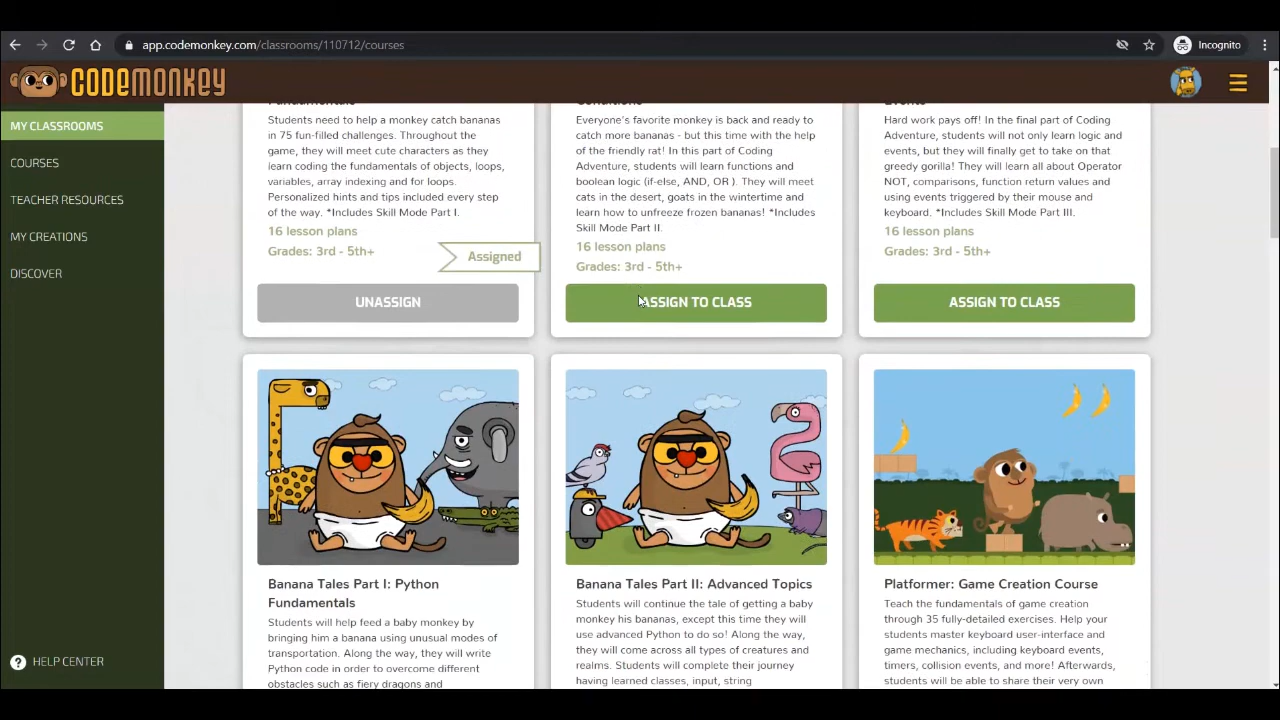 app.codemonkey.com/classrooms/110712/courses
Incognito
CODEMONKEY
MY CLASSROOMS
COURSES
TEACHER RESOURCES
MY CREATIONS
DISCOVER
HELP CENTER
Fundamentals
Students need to help a monkey catch bananas
in 75 fun-filled challenges. Throughout the
game, they will meet cute characters as they
learn coding the fundamentals of objects, loops,
variables, array indexing and for loops.
Personalized hints and tips included every step
of the way. *Includes Skill Mode Part I.
16 lesson plans
Grades: 3rd - 5th+
Assigned
UNASSIGN
Conditions
Everyone's favorite monkey is back and ready to
catch more bananas - but this time with the help
of the friendly rat! In this part of Coding
Adventure, students will learn functions and
boolean logic (if-else, AND, OR ). They will meet
cats in the desert, goats in the wintertime and
learn how to unfreeze frozen bananas! *Includes
Skill Mode Part II.
16 lesson plans
Grades: 3rd - 5th+
ASSIGN TO CLASS
Events
Hard work pays off! In the final part of Coding
Adventure, students will not only learn logic and
events, but they will finally get to take on that
greedy gorilla! They will learn all about Operator
NOT, comparisons, function return values and
using events triggered by their mouse and
keyboard. *Includes Skill Mode Part III.
16 lesson plans
Grades: 3rd - 5th+
ASSIGN TO CLASS
Banana Tales Part I: Python
Fundamentals
Students will help feed a baby monkey by
bringing him a banana using unusual modes of
transportation. Along the way, they will write
Python code in order to overcome different
obstacles such as fiery dragons and
Banana Tales Part II: Advanced Topics
Students will continue the tale of getting a baby
monkey his bananas, except this time they will
use advanced Python to do so! Along the way,
they will come across all types of creatures and
realms. Students will complete their journey
having learned classes, input, string
Platformer: Game Creation Course
Teach the fundamentals of game creation
through 35 fully-detailed exercises. Help your
students master keyboard user-interface and
game mechanics, including keyboard events,
timers, collision events, and more! Afterwards,
students will be able to share their very own